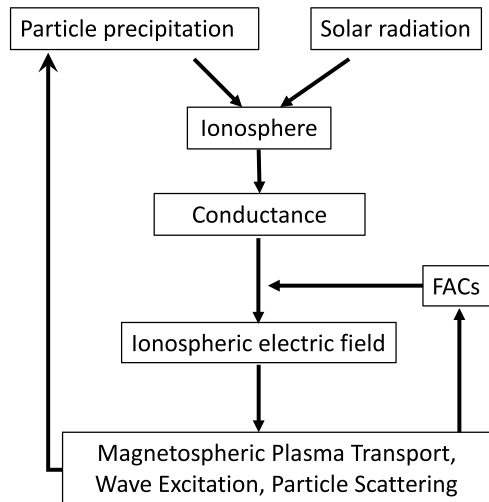 Particle precipitation
Solar radiation
Ionosphere
Conductance
FACs
Ionospheric electric field
Magnetospheric Plasma Transport,
Wave Excitation, Particle Scattering